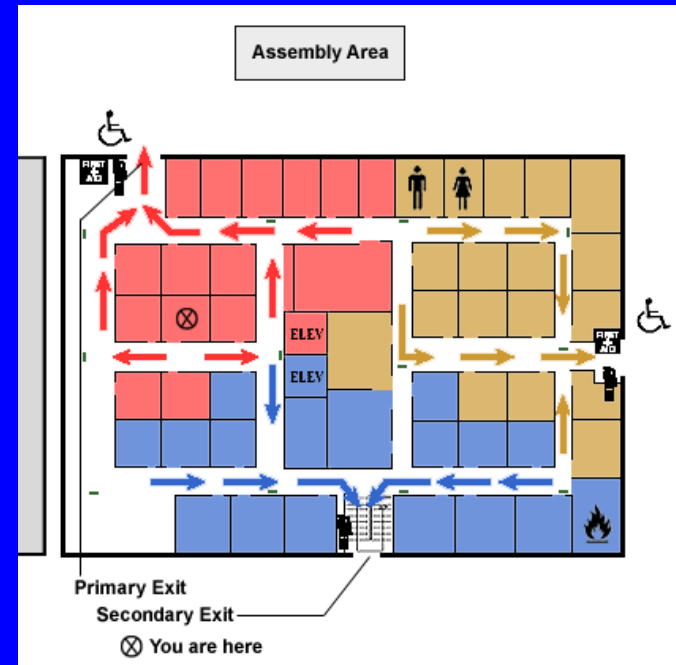 Assembly Area
FIRST
AID
ELEV
FIRST
AID
ELEV
Primary Exit
Secondary Exit
You are here